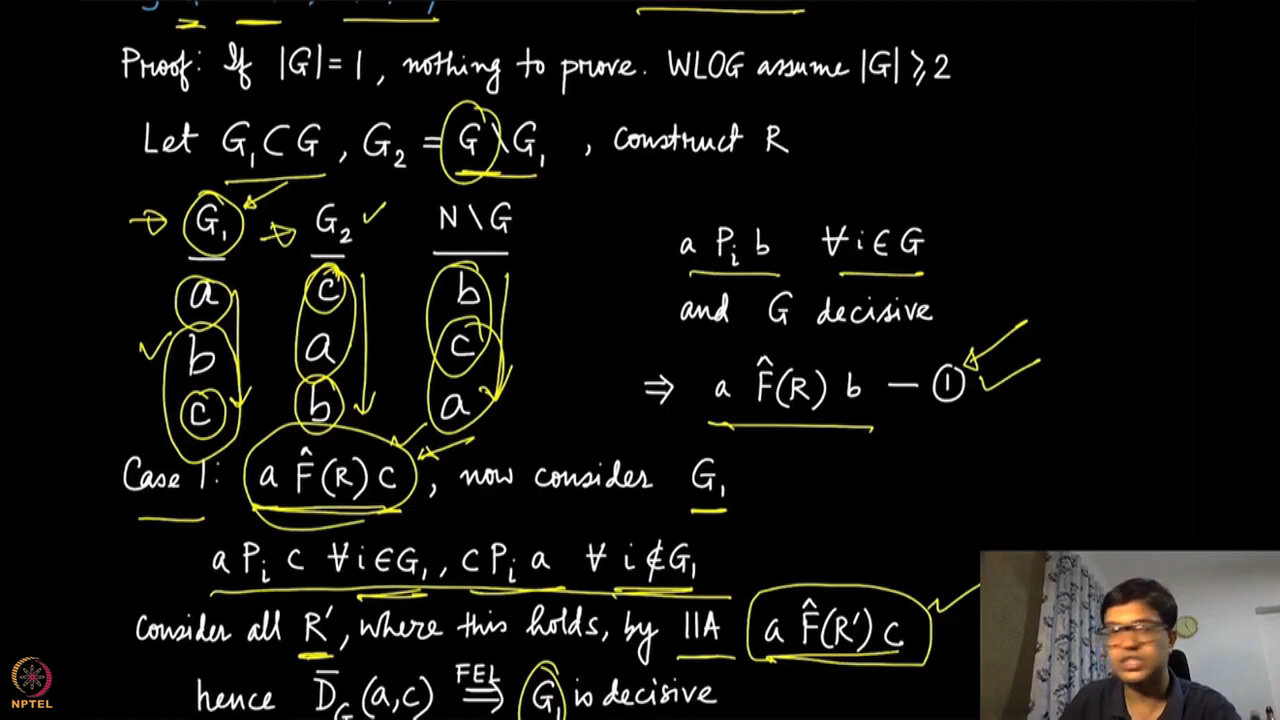 Proof: If |G| = 1, nothing to prove. WLOG assume |G| ⩾ 2
Let G₁ ⊂ G, G₂ = G \ G₁, construct R
G₁ G₂ N \ G
a c b
b a c
c b a
a Pᵢ b ∀ i ∈ G
and G decisive
⇒ a F̂(R) b — ①
Case 1: a F̂(R) c, now consider G₁
a Pᵢ c ∀ i ∈ G₁, c Pᵢ a ∀ i ∉ G₁
Consider all R', where this holds, by IIA a F̂(R') c
hence D̄_G (a,c) FEL ⟹ G₁ is decisive
NPTEL